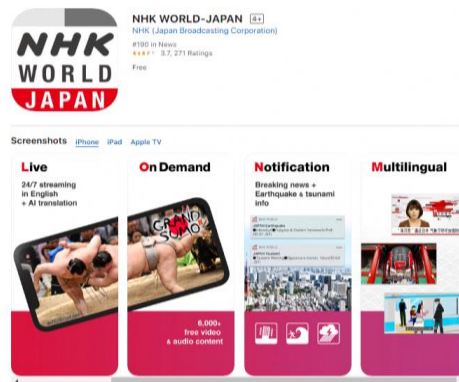 NHK
WORLD
JAPAN
NHK WORLD-JAPAN 4+
NHK (Japan Broadcasting Corporation)
#190 in News
3.7, 271 Ratings
Free
Screenshots iPhone iPad Apple TV
Live
24/7 streaming
in English
+ AI translation
On Demand
GRAND
SUMO
6,000+
free video
& audio content
Notification
Breaking news +
Earthquake & tsunami
info
Multilingual